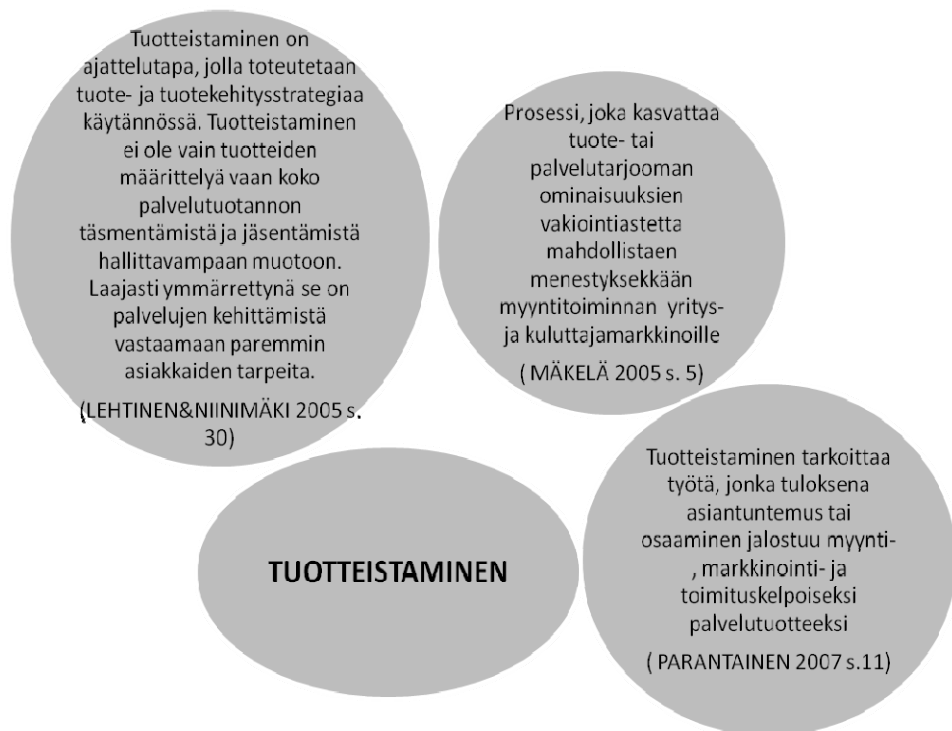 Tuotteistaminen on
ajattelutapa, jolla toteutetaan
tuote- ja tuotekehitysstrategiaa
käytännössä. Tuotteistaminen
ei ole vain tuotteiden
määrittelyä vaan koko
palvelutuotannon
täsmentämistä ja jäsentämistä
hallittavampaan muotoon.
Laajasti ymmärrettynä se on
palvelujen kehittämistä
vastaamaan paremmin
asiakkaiden tarpeita.
(LEHTINEN&NIINIMÄKI 2005 s.
30)
Prosessi, joka kasvattaa
tuote- tai
palvelutarjooman
ominaisuuksien
vakiointiastetta
mahdollistaen
menestyksekkään
myyntitoiminnan yritys-
ja kuluttajamarkkinoille
( MÄKELÄ 2005 s. 5)
TUOTTEISTAMINEN
Tuotteistaminen tarkoittaa
työtä, jonka tuloksena
asiantuntemus tai
osaaminen jalostuu myynti-
, markkinointi- ja
toimituskelpoiseksi
palvelutuotteeksi
( PARANTAINEN 2007 s.11)